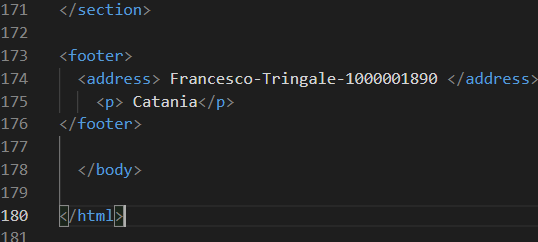 171 </section>
172
173 <footer>
174 <address> Francesco-Tringale-1000001890 </address>
175 <p> Catania</p>
176 </footer>
177
178 </body>
179
180 </html>
181